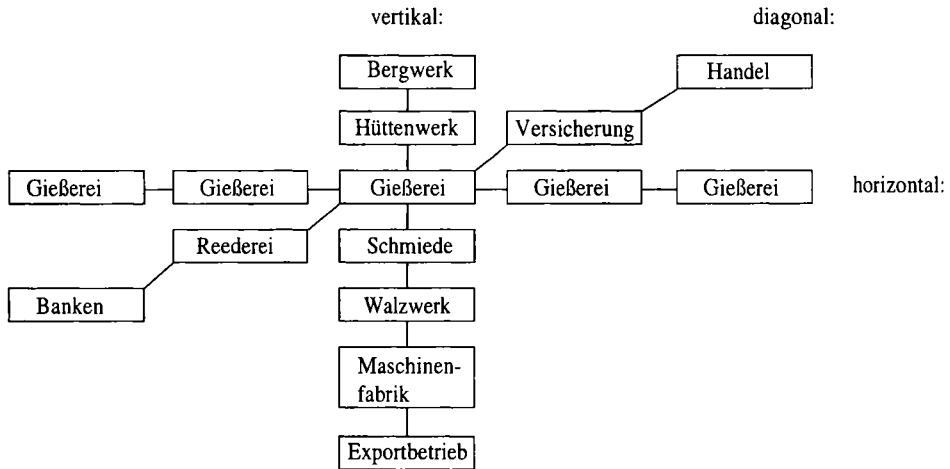 vertikal:
diagonal:
Bergwerk
Handel
Hüttenwerk
Versicherung
Gießerei
Gießerei
Gießerei
Gießerei
Gießerei
horizontal:
Reederei
Schmiede
Banken
Walzwerk
Maschinen-
fabrik
Exportbetrieb